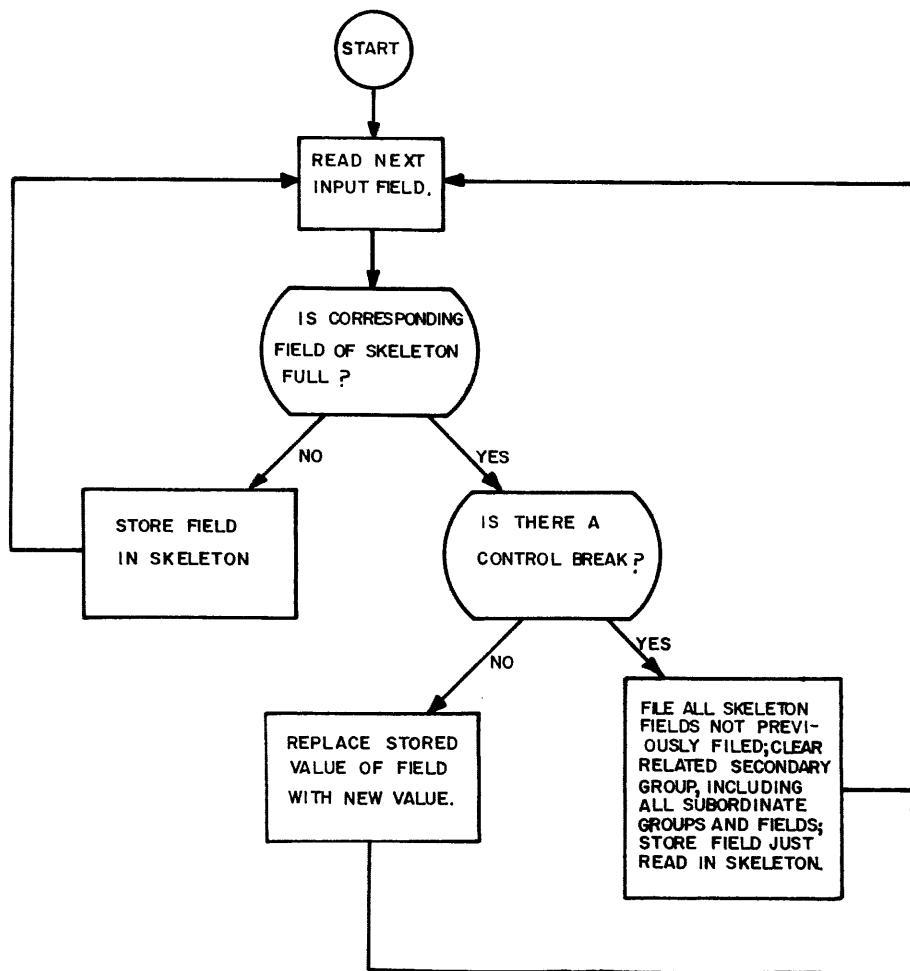 START
READ NEXT
INPUT FIELD.
IS CORRESPONDING
FIELD OF SKELETON
FULL ?
NO
YES
STORE FIELD
IN SKELETON
IS THERE A
CONTROL BREAK?
NO
YES
REPLACE STORED
VALUE OF FIELD
WITH NEW VALUE.
FILE ALL SKELETON
FIELDS NOT PREVI-
OUSLY FILED;CLEAR
RELATED SECONDARY
GROUP, INCLUDING
ALL SUBORDINATE
GROUPS AND FIELDS;
STORE FIELD JUST
READ IN SKELETON.